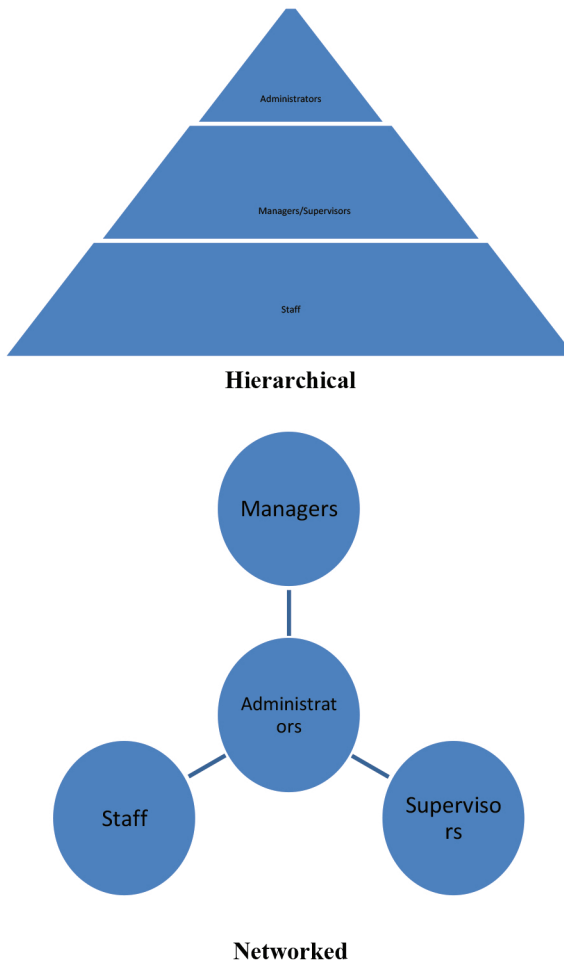 Administrators
Managers/Supervisors
Staff
Hierarchical
Managers
Administrat
ors
Staff
Superviso
rs
Networked